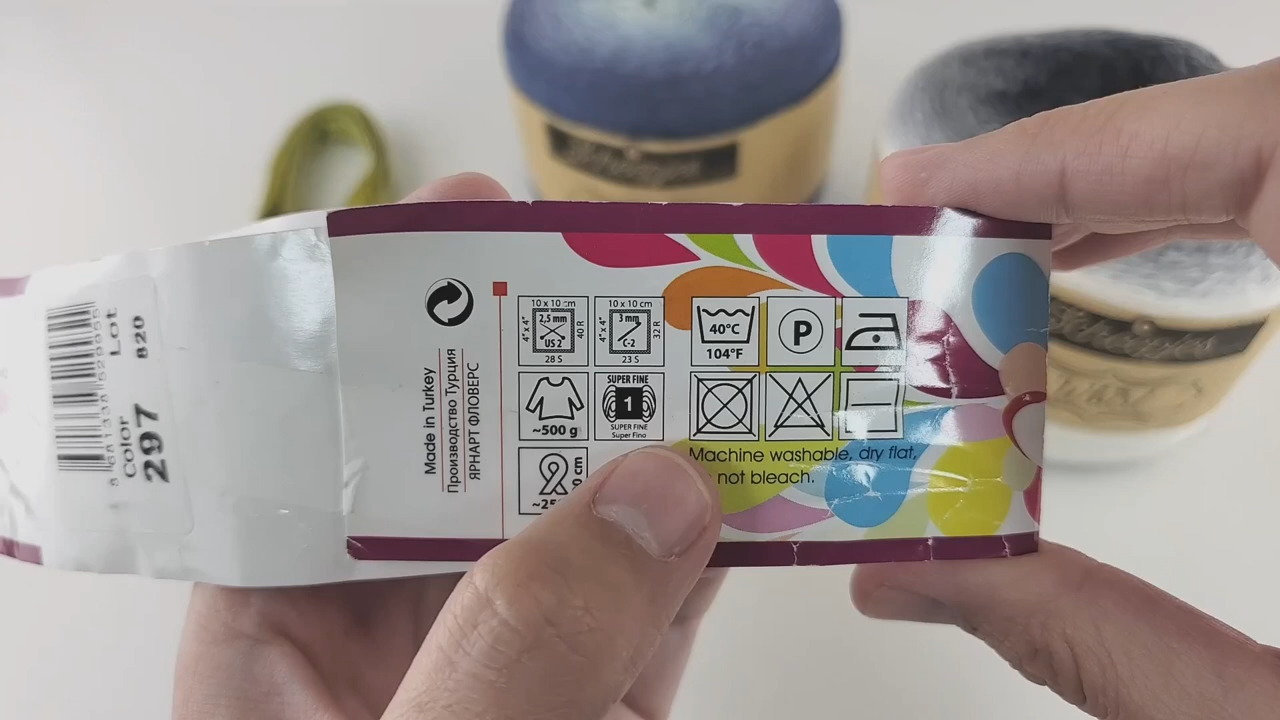 Lot
820
Color
297
Made in Turkey
Производство Турция
ЯРНАРТ ФЛОВЕРС
10 x 10 cm
4"x 4"
2,5 mm
US 2
40 R
28 S
10 x 10 cm
4"x 4"
3 mm
C-2
32 R
23 S
40°C
104°F
P
~500 g
SUPER FINE
1
SUPER FINE
Super Fino
Machine washable, dry flat,
not bleach.